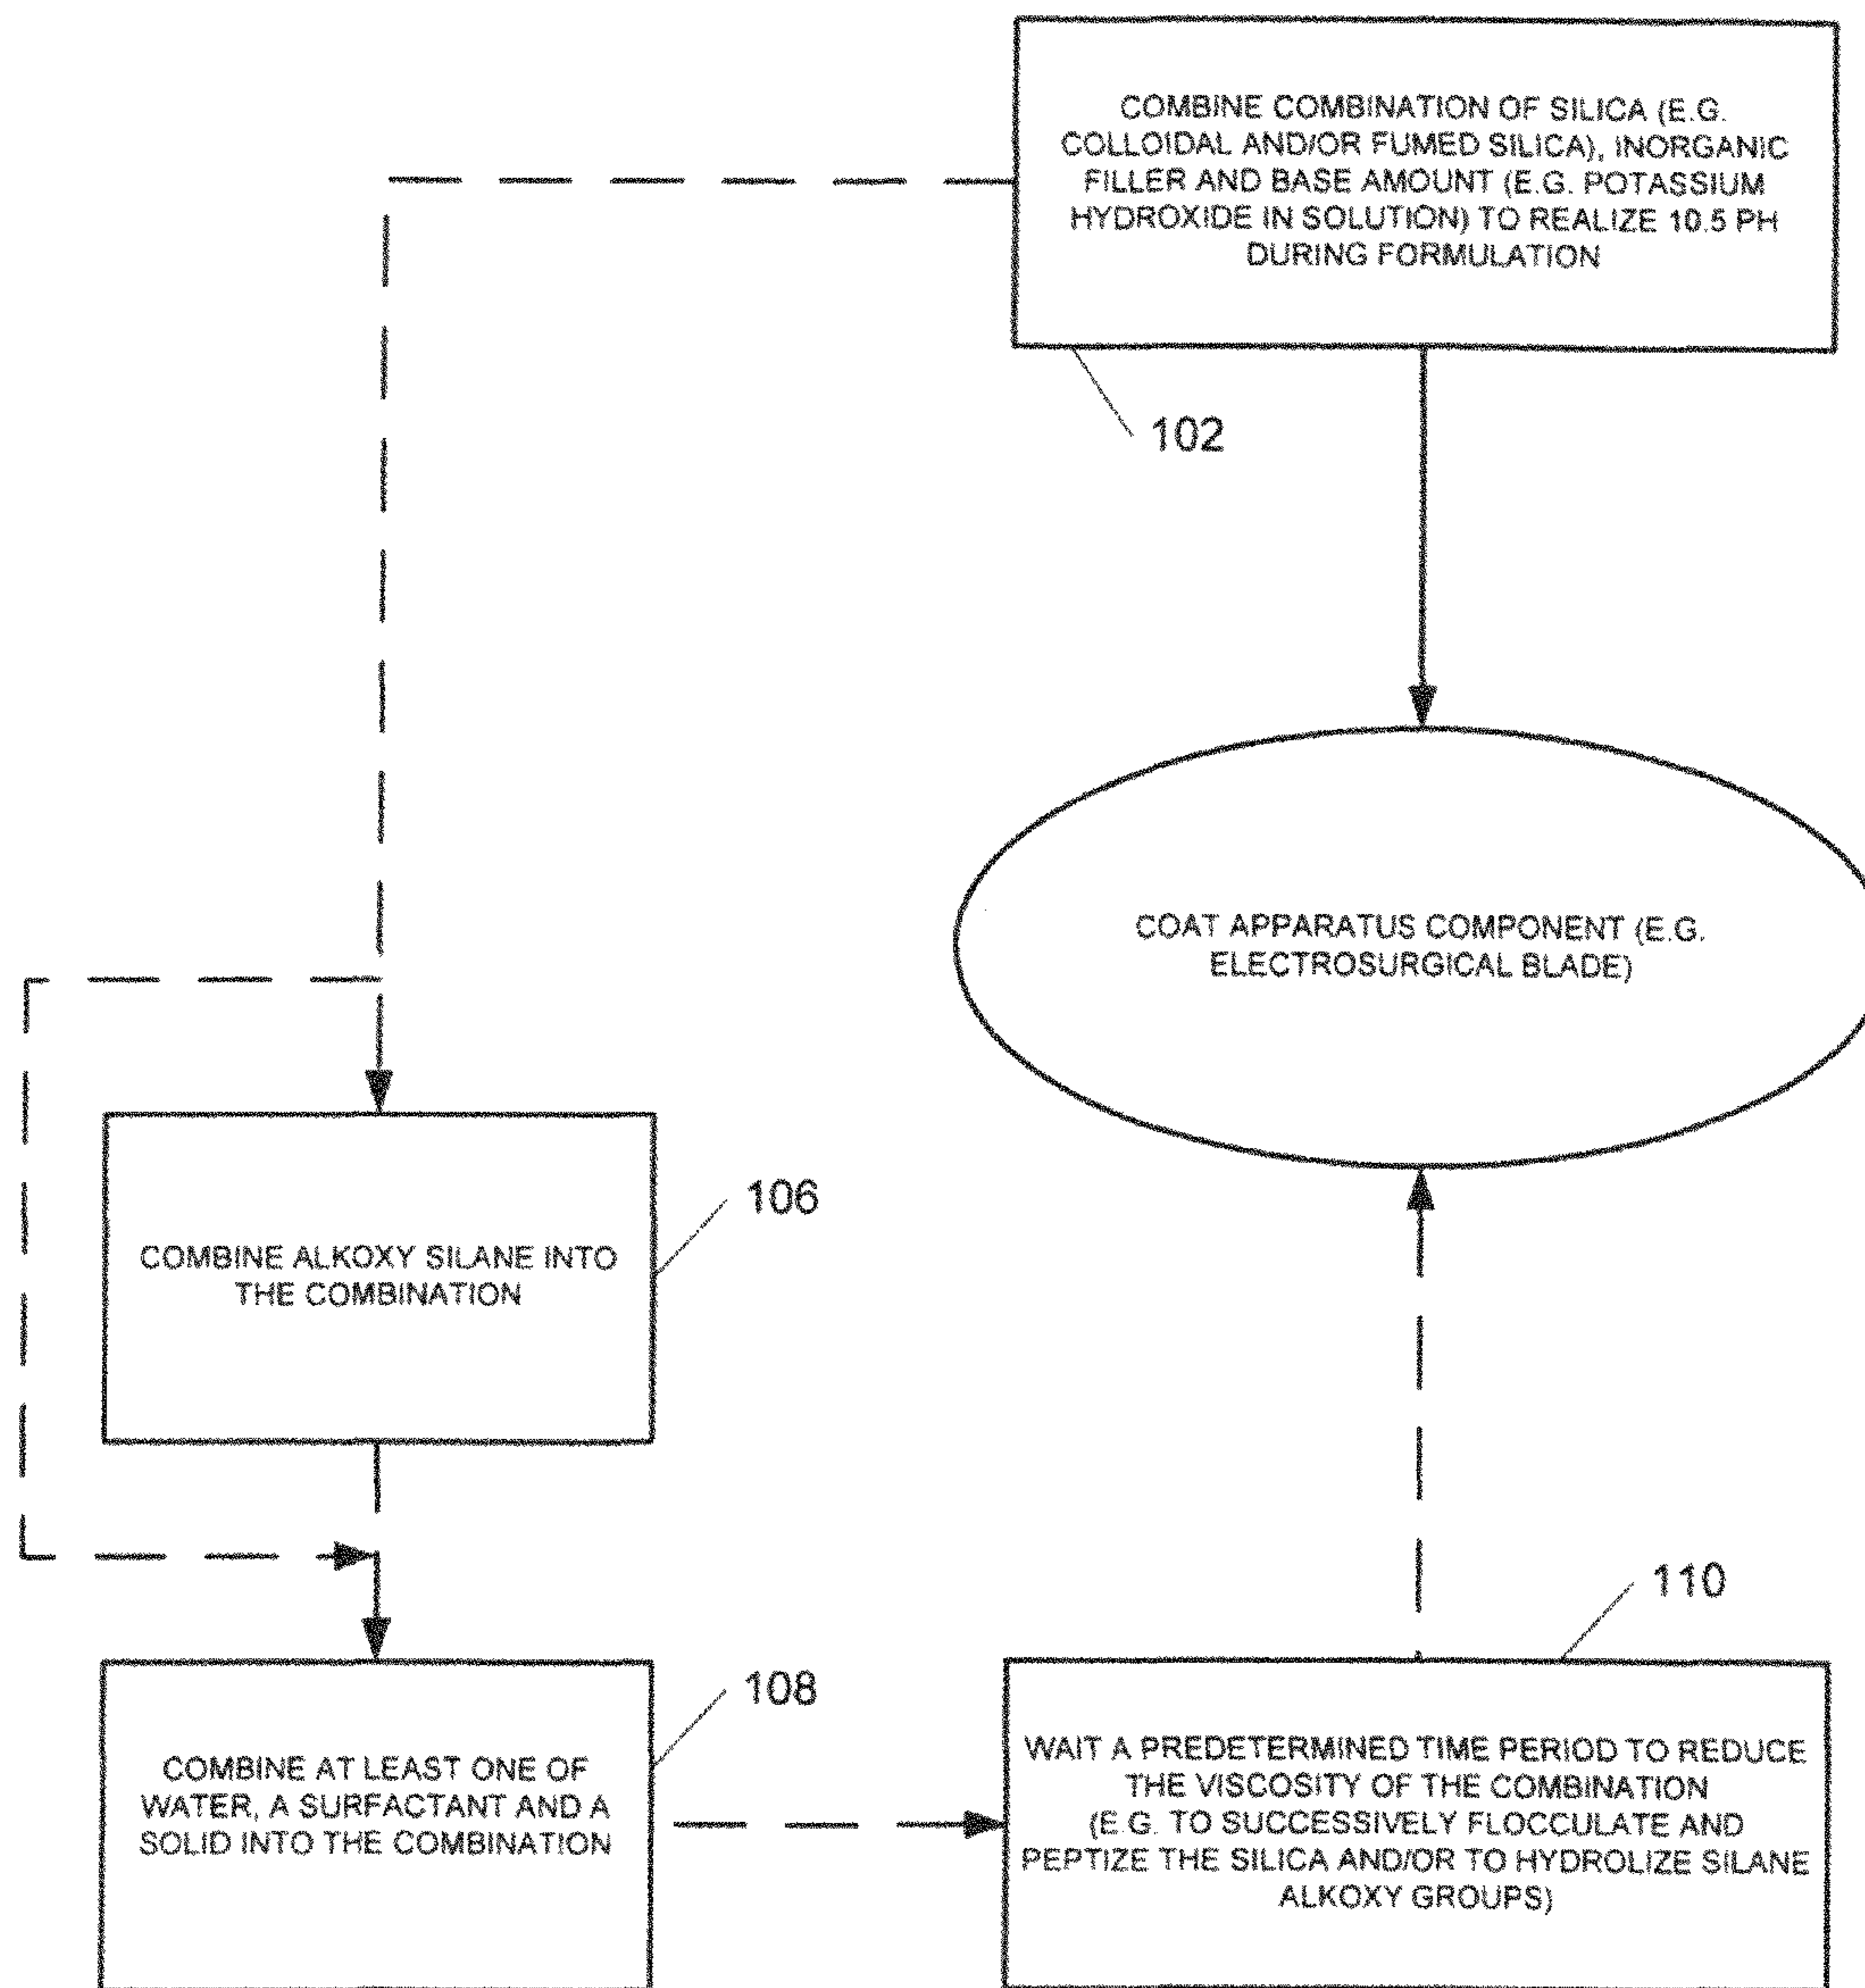 COMBINE COMBINATION OF SILICA (E.G.
COLLOIDAL AND/OR FUMED SILICA), INORGANIC
FILLER AND BASE AMOUNT (E.G. POTASSIUM
HYDROXIDE IN SOLUTION) TO REALIZE 10.5 PH
DURING FORMULATION
102
COAT APPARATUS COMPONENT (E.G.
ELECTROSURGICAL BLADE)
106
COMBINE ALKOXY SILANE INTO
THE COMBINATION
108
COMBINE AT LEAST ONE OF
WATER, A SURFACTANT AND A
SOLID INTO THE COMBINATION
110
WAIT A PREDETERMINED TIME PERIOD TO REDUCE
THE VISCOSITY OF THE COMBINATION
(E.G. TO SUCCESSIVELY FLOCCULATE AND
PEPTIZE THE SILICA AND/OR TO HYDROLIZE SILANE
ALKOXY GROUPS)